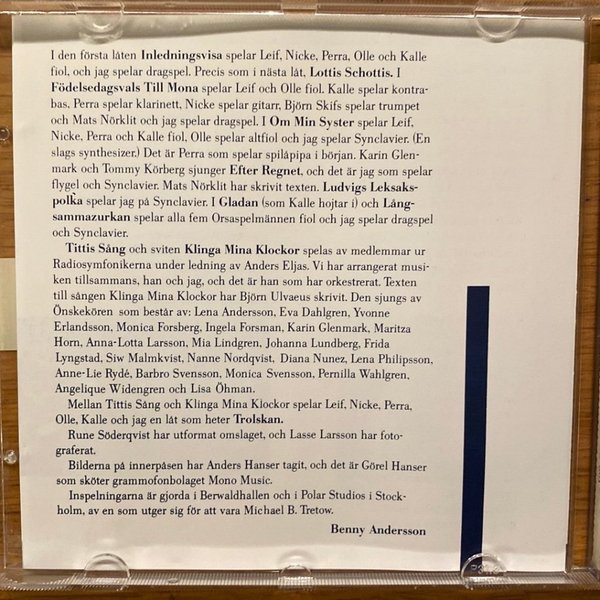 I den första låten Inledningsvisa spelar Leif, Nicke, Perra, Olle och Kalle
fiol, och jag spelar dragspel. Precis som i nästa låt, Lottis Schottis. I
Födelsedagsvals Till Mona spelar Leif och Olle fiol. Kalle spelar kontra-
bas, Perra spelar klarinett, Nicke spelar gitarr, Björn Skifs spelar trumpet
och Mats Nörklit och jag spelar dragspel. I Om Min Syster spelar Leif,
Nicke, Perra och Kalle fiol, Olle spelar altfiol och jag spelar Synclavier. (En
slags synthesizer.) Det är Perra som spelar spilåpipa i början. Karin Glen-
mark och Tommy Körberg sjunger Efter Regnet, och det är jag som spelar
flygel och Synclavier. Mats Nörklit har skrivit texten. Ludvigs Leksaks-
polka spelar jag på Synclavier. I Gladan (som Kalle hojtar i) och Lång-
sammazurkan spelar alla fem Orsaspelmännen fiol och jag spelar dragspel
och Synclavier.
Tittis Sång och sviten Klinga Mina Klockor spelas av medlemmar ur
Radiosymfonikerna under ledning av Anders Eljas. Vi har arrangerat musi-
ken tillsammans, han och jag, och det är han som har orkestrerat. Texten
till sången Klinga Mina Klockor har Björn Ulvaeus skrivit. Den sjungs av
Önskekören som består av: Lena Andersson, Eva Dahlgren, Yvonne
Erlandsson, Monica Forsberg, Ingela Forsman, Karin Glenmark, Maritza
Horn, Anna-Lotta Larsson, Mia Lindgren, Johanna Lundberg, Frida
Lyngstad, Siw Malmkvist, Nanne Nordqvist, Diana Nunez, Lena Philipsson,
Anne-Lie Rydé, Barbro Svensson, Monica Svensson, Pernilla Wahlgren,
Angelique Widengren och Lisa Öhman.
Mellan Tittis Sång och Klinga Mina Klockor spelar Leif, Nicke, Perra,
Olle, Kalle och jag en låt som heter Trolskan.
Rune Söderqvist har utformat omslaget, och Lasse Larsson har foto-
graferat.
Bilderna på innerpåsen har Anders Hanser tagit, och det är Görel Hanser
som sköter grammofonbolaget Mono Music.
Inspelningarna är gjorda i Berwaldhallen och i Polar Studios i Stock-
holm, av en som utger sig för att vara Michael B. Tretow.
Benny Andersson